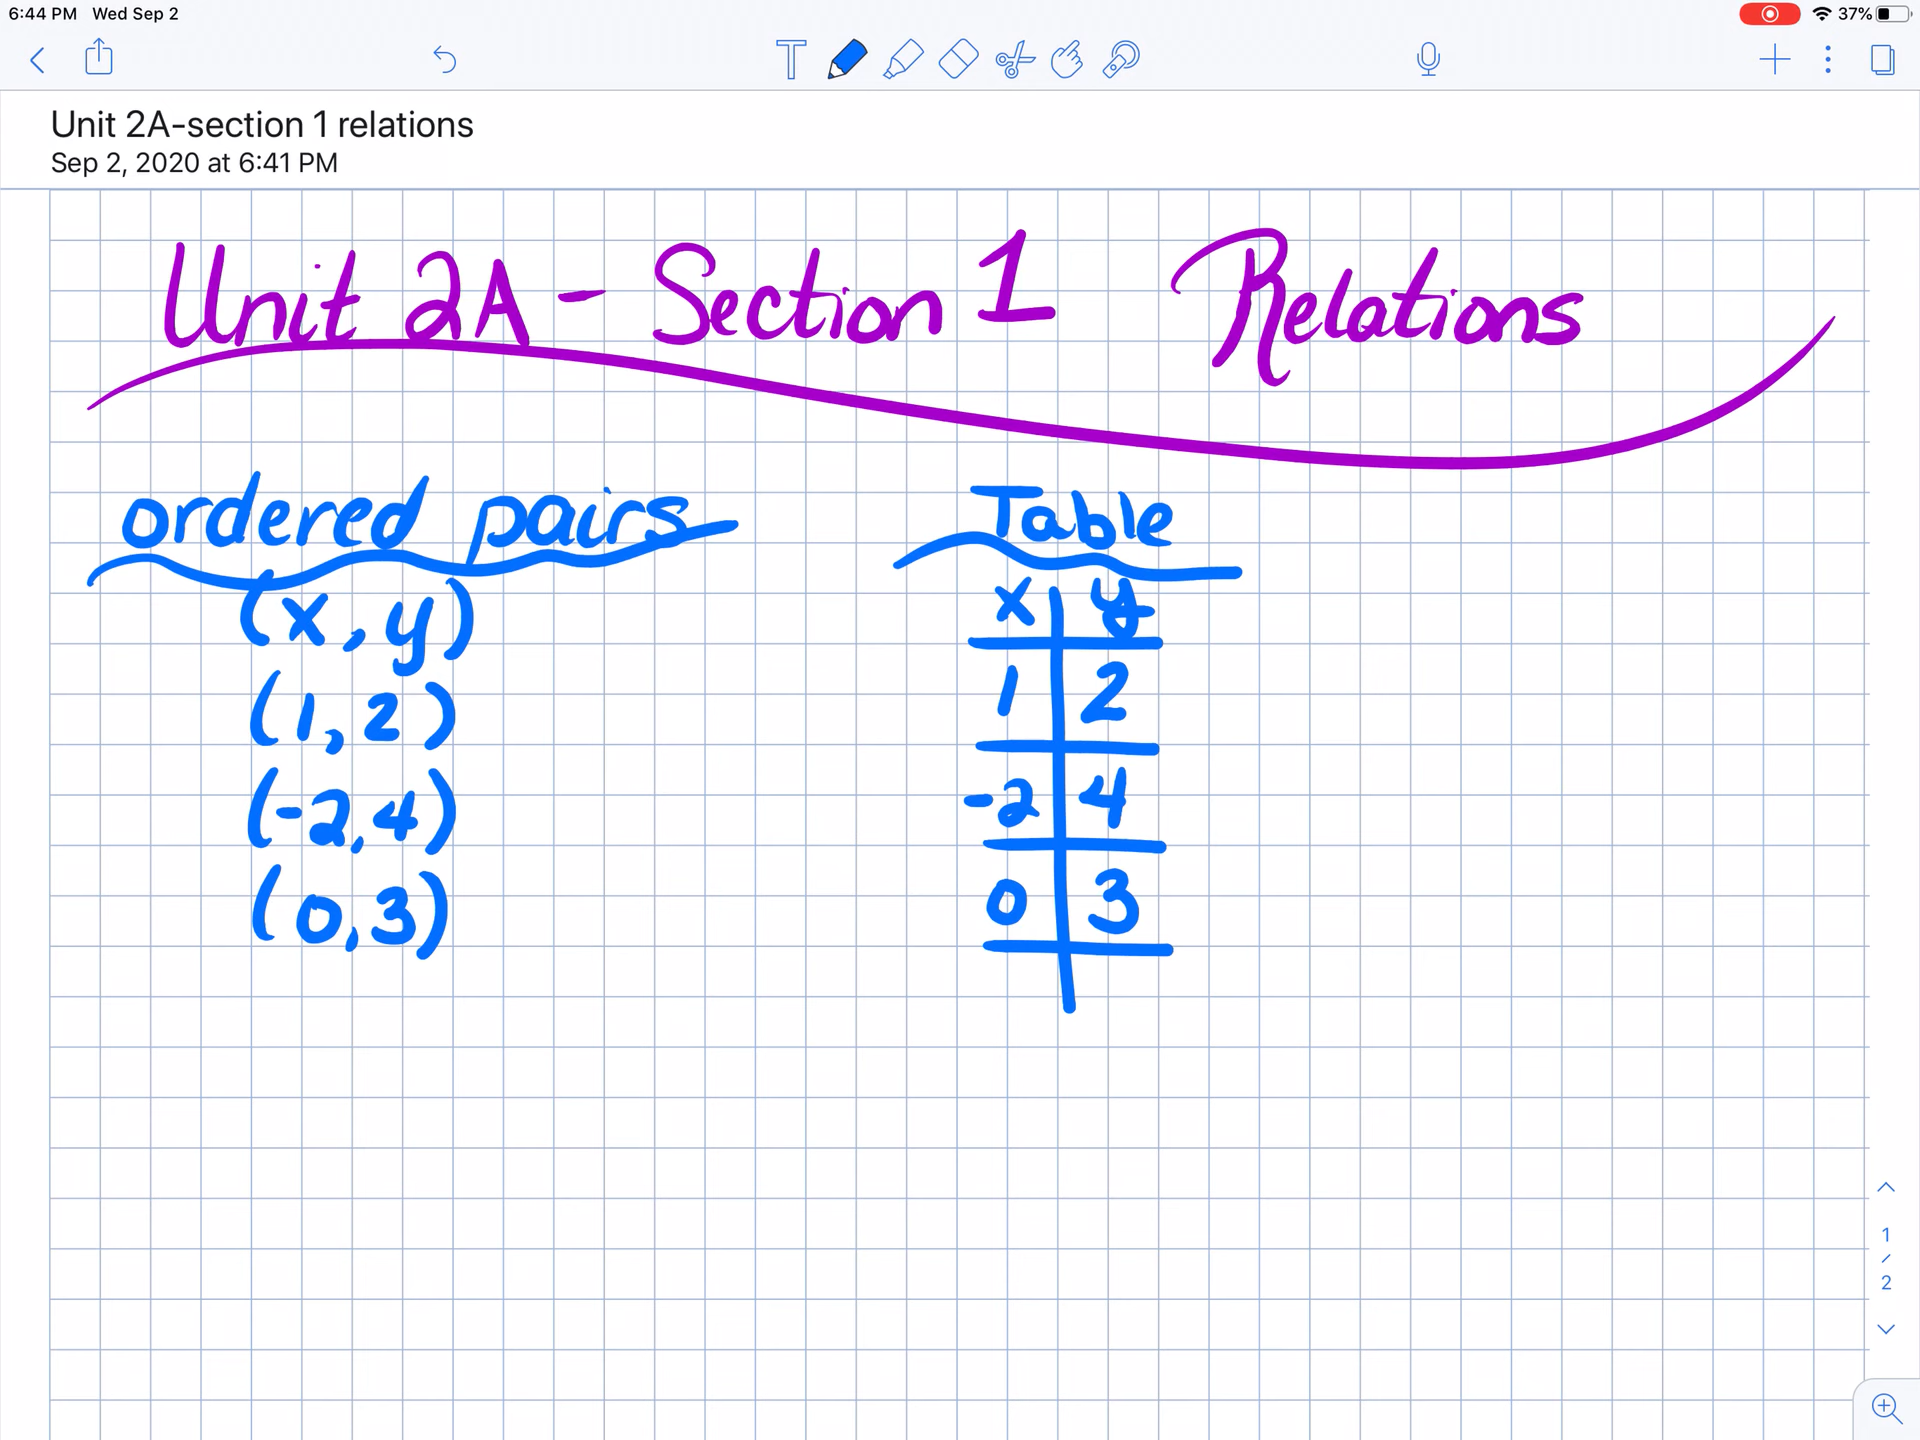 6:44 PM Wed Sep 2 37%
T
Unit 2A-section 1 relations
Sep 2, 2020 at 6:41 PM
Unit 2A - Section 1 Relations
ordered pairs
(x, y)
(1, 2)
(-2, 4)
(0, 3)
Table
x y
1 2
-2 4
0 3
1
/
2